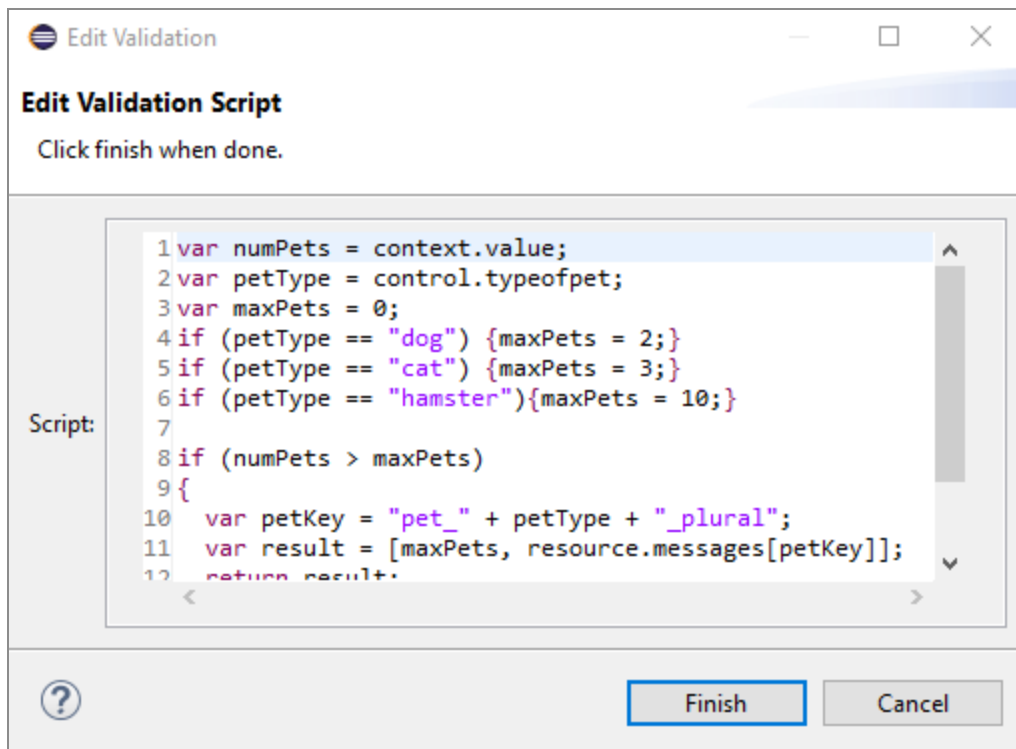 Edit Validation
Edit Validation Script
Click finish when done.
Script:
1 var numPets = context.value;
2 var petType = control.typeofpet;
3 var maxPets = 0;
4 if (petType == "dog") {maxPets = 2;}
5 if (petType == "cat") {maxPets = 3;}
6 if (petType == "hamster"){maxPets = 10;}
7
8 if (numPets > maxPets)
9 {
10   var petKey = "pet_" + petType + "_plural";
11   var result = [maxPets, resource.messages[petKey]];
12   return result;
?
Finish
Cancel